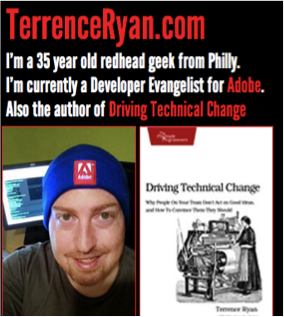 TerrenceRyan.com
I'm a 35 year old redhead geek from Philly.
I'm currently a Developer Evangelist for Adobe.
Also the author of Driving Technical Change
Adobe
Pragmatic
Programmers
Driving Technical Change
Why People On Your Team Don't Act on Good Ideas,
and How To Convince Them They Should
Terrence Ryan